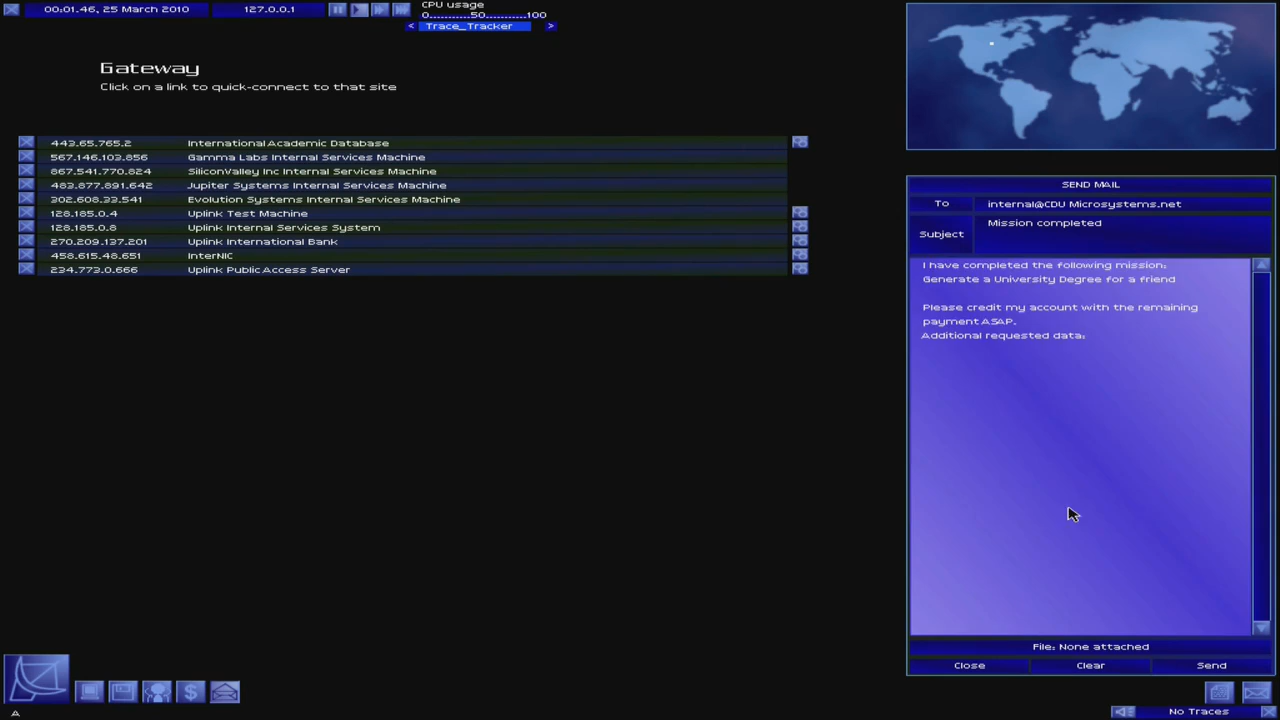 00:01.46, 25 March 2010
127.0.0.1
CPU usage
0..........50..........100
< Trace_Tracker >
Gateway
Click on a link to quick-connect to that site
443.65.765.2 International Academic Database
567.146.103.856 Gamma Labs Internal Services Machine
867.541.770.824 SiliconValley Inc Internal Services Machine
483.877.891.642 Jupiter Systems Internal Services Machine
302.608.33.541 Evolution Systems Internal Services Machine
128.185.0.4 Uplink Test Machine
128.185.0.8 Uplink Internal Services System
270.209.137.201 Uplink International Bank
458.615.48.651 InterNIC
234.773.0.666 Uplink Public Access Server
SEND MAIL
To internal@CDU Microsystems.net
Subject Mission completed
I have completed the following mission:
Generate a University Degree for a friend
Please credit my account with the remaining
payment ASAP.
Additional requested data:
File: None attached
Close Clear Send
$
No Traces
A